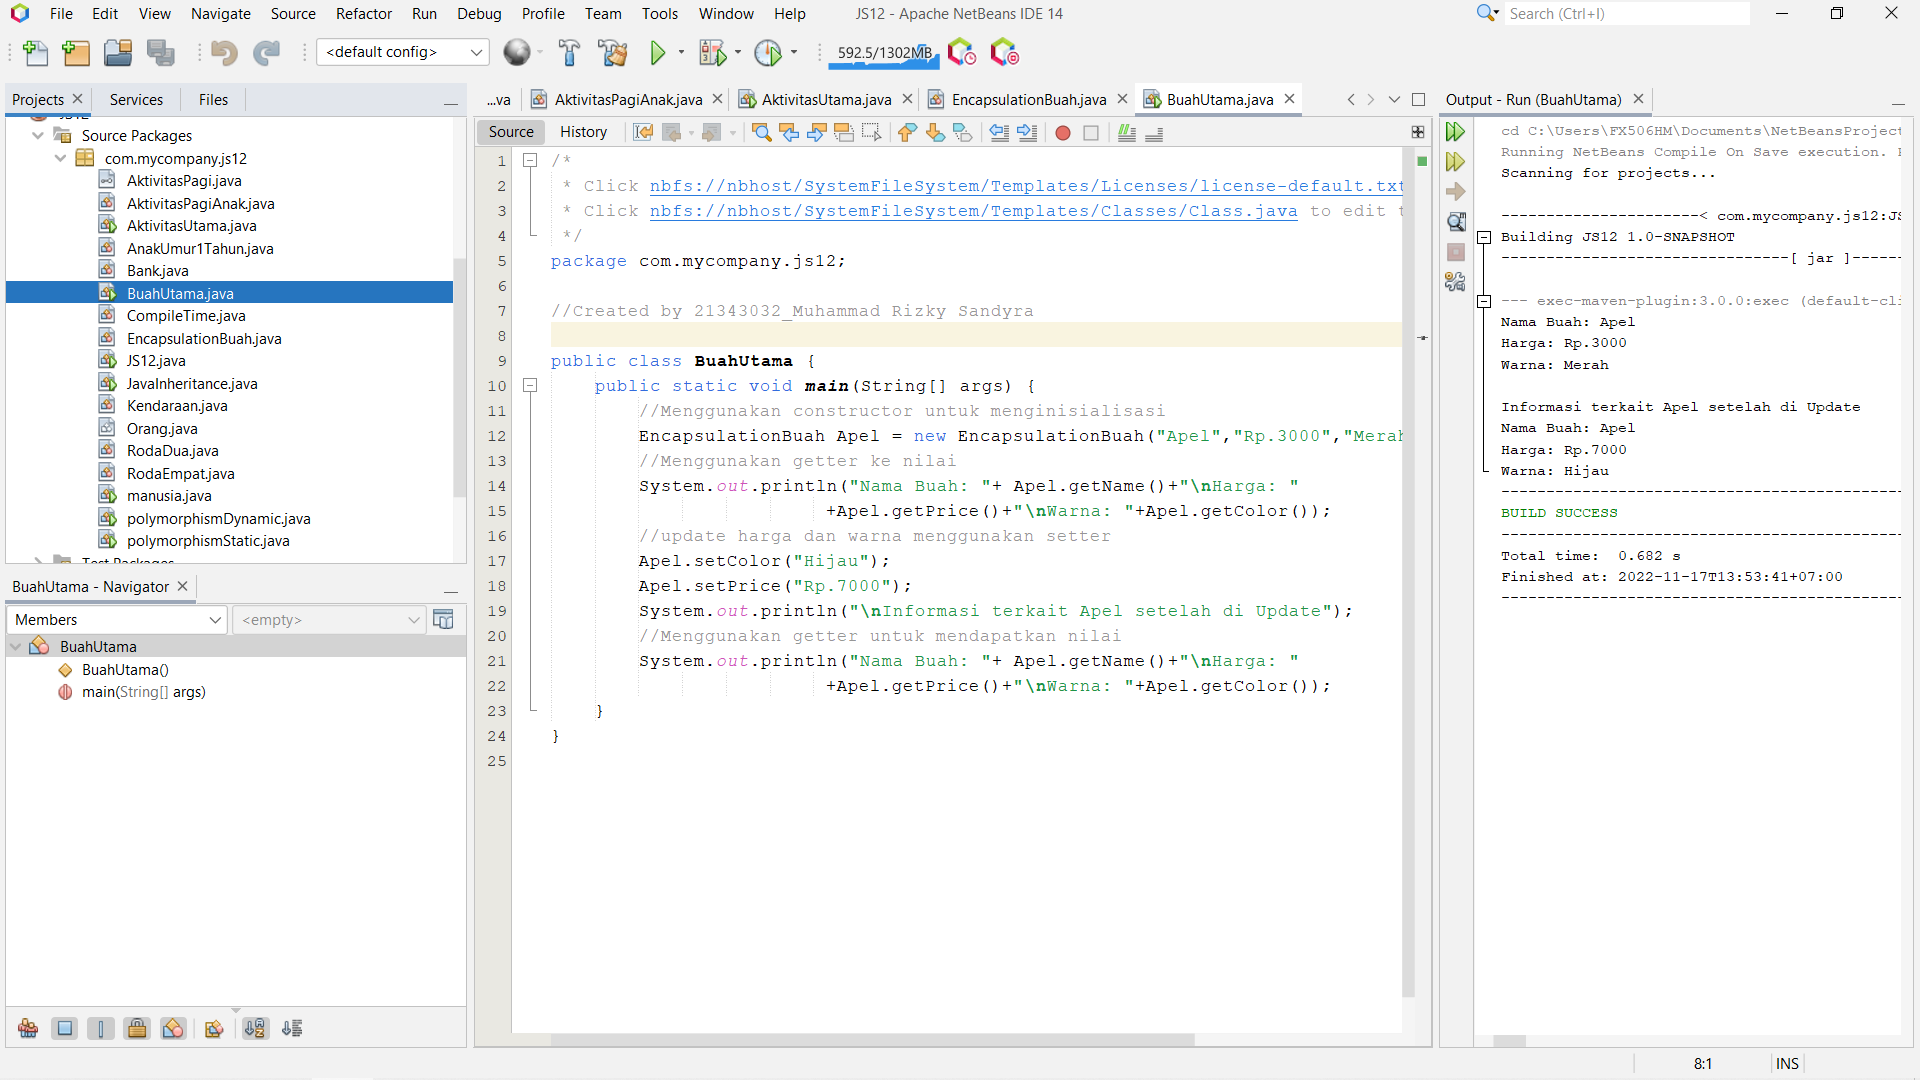 File Edit View Navigate Source Refactor Run Debug Profile Team Tools Window Help JS12 - Apache NetBeans IDE 14 Search (Ctrl+I)
<default config> 592.5/1302MB
Projects Services Files
Source Packages
com.mycompany.js12
AktivitasPagi.java
AktivitasPagiAnak.java
AktivitasUtama.java
AnakUmur1Tahun.java
Bank.java
BuahUtama.java
CompileTime.java
EncapsulationBuah.java
JS12.java
JavaInheritance.java
Kendaraan.java
Orang.java
RodaDua.java
RodaEmpat.java
manusia.java
polymorphismDynamic.java
polymorphismStatic.java
BuahUtama - Navigator
Members <empty>
BuahUtama
BuahUtama()
main(String[] args)
...va AktivitasPagiAnak.java AktivitasUtama.java EncapsulationBuah.java BuahUtama.java
Source History
1 /*
2 * Click nbfs://nbhost/SystemFileSystem/Templates/Licenses/license-default.txt
3 * Click nbfs://nbhost/SystemFileSystem/Templates/Classes/Class.java to edit t
4 */
5 package com.mycompany.js12;
6
7 //Created by 21343032_Muhammad Rizky Sandyra
8
9 public class BuahUtama {
10 public static void main(String[] args) {
11 //Menggunakan constructor untuk menginisialisasi
12 EncapsulationBuah Apel = new EncapsulationBuah("Apel","Rp.3000","Merah
13 //Menggunakan getter ke nilai
14 System.out.println("Nama Buah: "+ Apel.getName()+"\nHarga: "
15 +Apel.getPrice()+"\nWarna: "+Apel.getColor());
16 //update harga dan warna menggunakan setter
17 Apel.setColor("Hijau");
18 Apel.setPrice("Rp.7000");
19 System.out.println("\nInformasi terkait Apel setelah di Update");
20 //Menggunakan getter untuk mendapatkan nilai
21 System.out.println("Nama Buah: "+ Apel.getName()+"\nHarga: "
22 +Apel.getPrice()+"\nWarna: "+Apel.getColor());
23 }
24 }
25
Output - Run (BuahUtama)
cd C:\Users\FX506HM\Documents\NetBeansProject
Running NetBeans Compile On Save execution.
Scanning for projects...
----------------------< com.mycompany.js12:JS
Building JS12 1.0-SNAPSHOT
--------------------------------[ jar ]------
--- exec-maven-plugin:3.0.0:exec (default-cli
Nama Buah: Apel
Harga: Rp.3000
Warna: Merah
Informasi terkait Apel setelah di Update
Nama Buah: Apel
Harga: Rp.7000
Warna: Hijau
---------------------------------------------
BUILD SUCCESS
---------------------------------------------
Total time:  0.682 s
Finished at: 2022-11-17T13:53:41+07:00
---------------------------------------------
8:1 INS